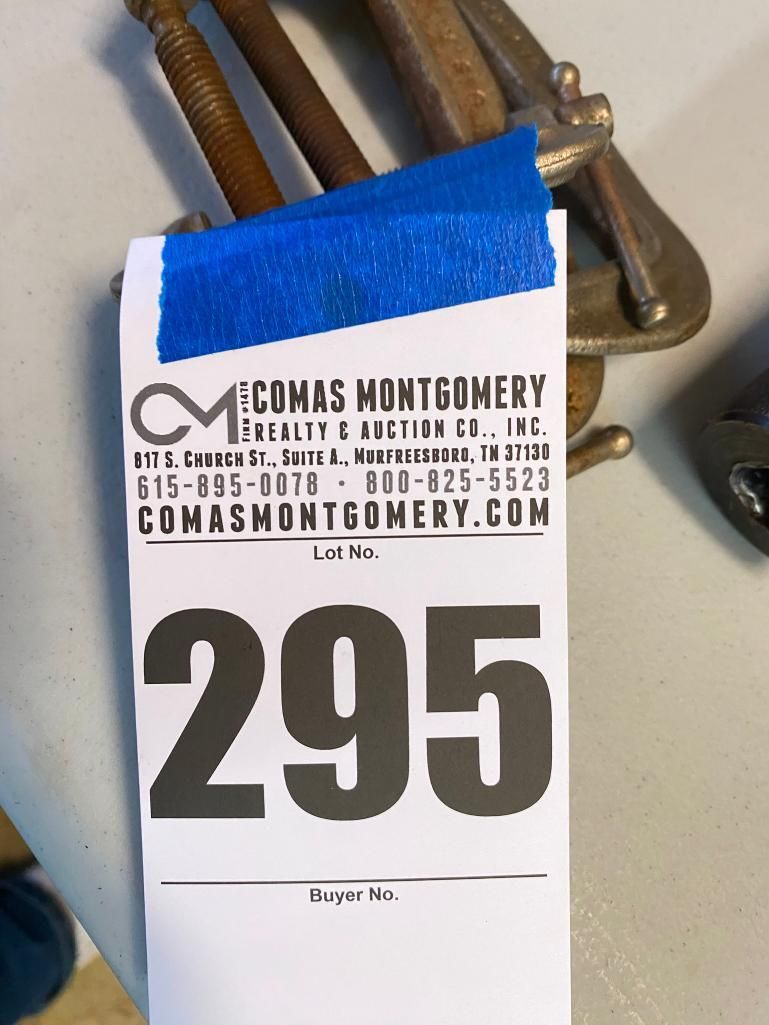 CM FIRM #1478 COMAS MONTGOMERY
REALTY & AUCTION CO., INC.
817 S. CHURCH ST., SUITE A., MURFREESBORO, TN 37130
615-895-0078 · 800-825-5523
COMASMONTGOMERY.COM
Lot No.
295
Buyer No.